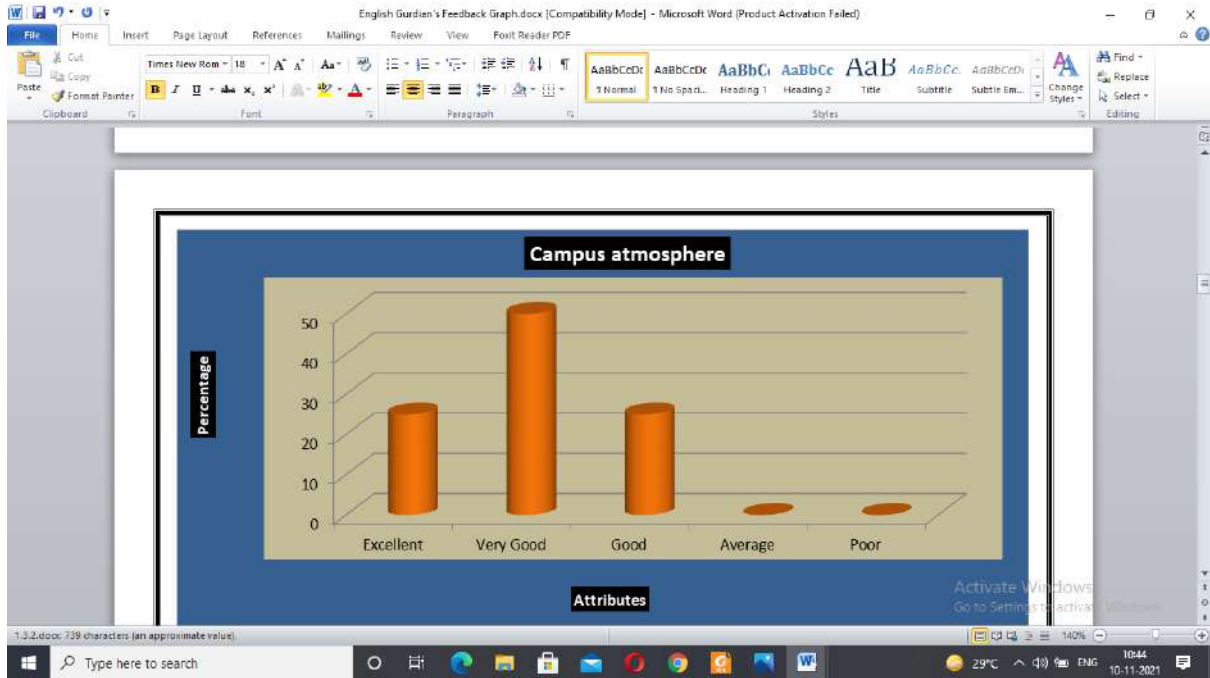 English Gurdian's Feedback Graph.docx [Compatibility Mode] - Microsoft Word (Product Activation Failed)
File Home Insert Page Layout References Mailings Review View Foxit Reader PDF
Cut
Copy
Format Painter
Paste
Clipboard
Times New Rom 18
Font
Paragraph
AaBbCcDc AaBbCcDc AaBbCc AaBbCc AaB AaBbCc. AaBbCcDc
¶ Normal ¶ No Spaci... Heading 1 Heading 2 Title Subtitle Subtle Em...
Change Styles
Styles
Find
Replace
Select
Editing
Campus atmosphere
Percentage
50
40
30
20
10
0
Excellent Very Good Good Average Poor
Attributes
Activate Windows
Go to Settings to activate Windows.
1.3.2.docx: 739 characters (an approximate value).
140%
Type here to search
29°C ENG 10:44
10-11-2021